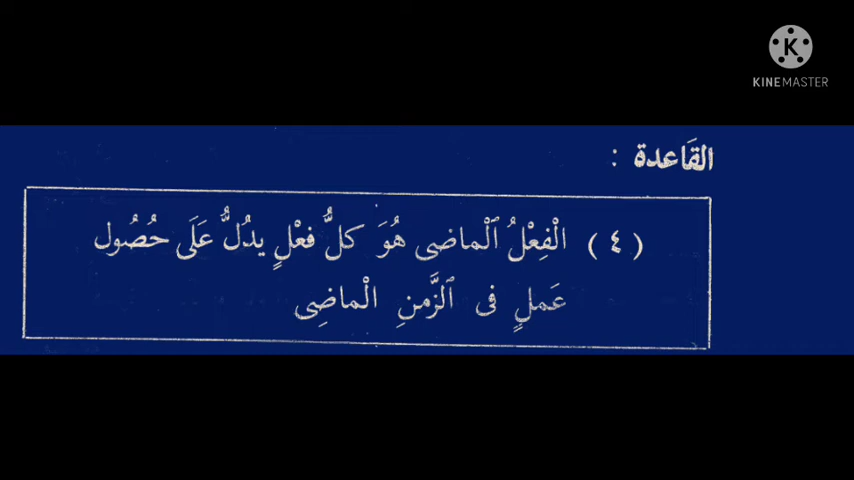 KINEMASTER
القَاعدة :
(٤) الْفِعْلُ ٱلْماضى هُوَ كلُّ فعْلٍ يدُلُّ عَلَى حُصُول
عَملٍ فى ٱلزَّمنِ الْماضِى